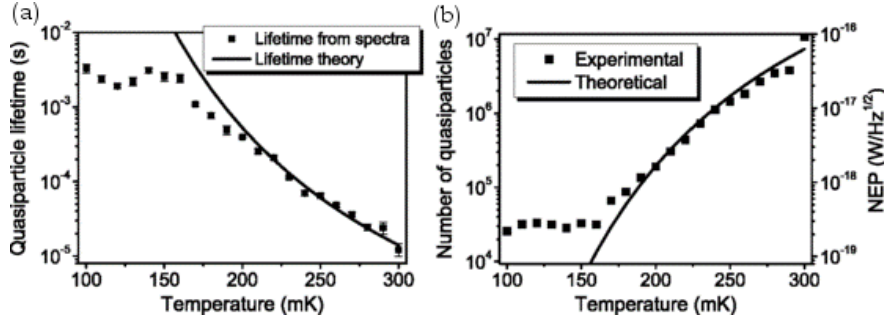 (a)
10^-2
10^-3
10^-4
10^-5
Quasiparticle lifetime (s)
Lifetime from spectra
Lifetime theory
100 150 200 250 300
Temperature (mK)
(b)
10^7
10^6
10^5
10^4
Number of quasiparticles
Experimental
Theoretical
10^-16
10^-17
10^-18
10^-19
NEP (W/Hz^1/2)
100 150 200 250 300
Temperature (mK)